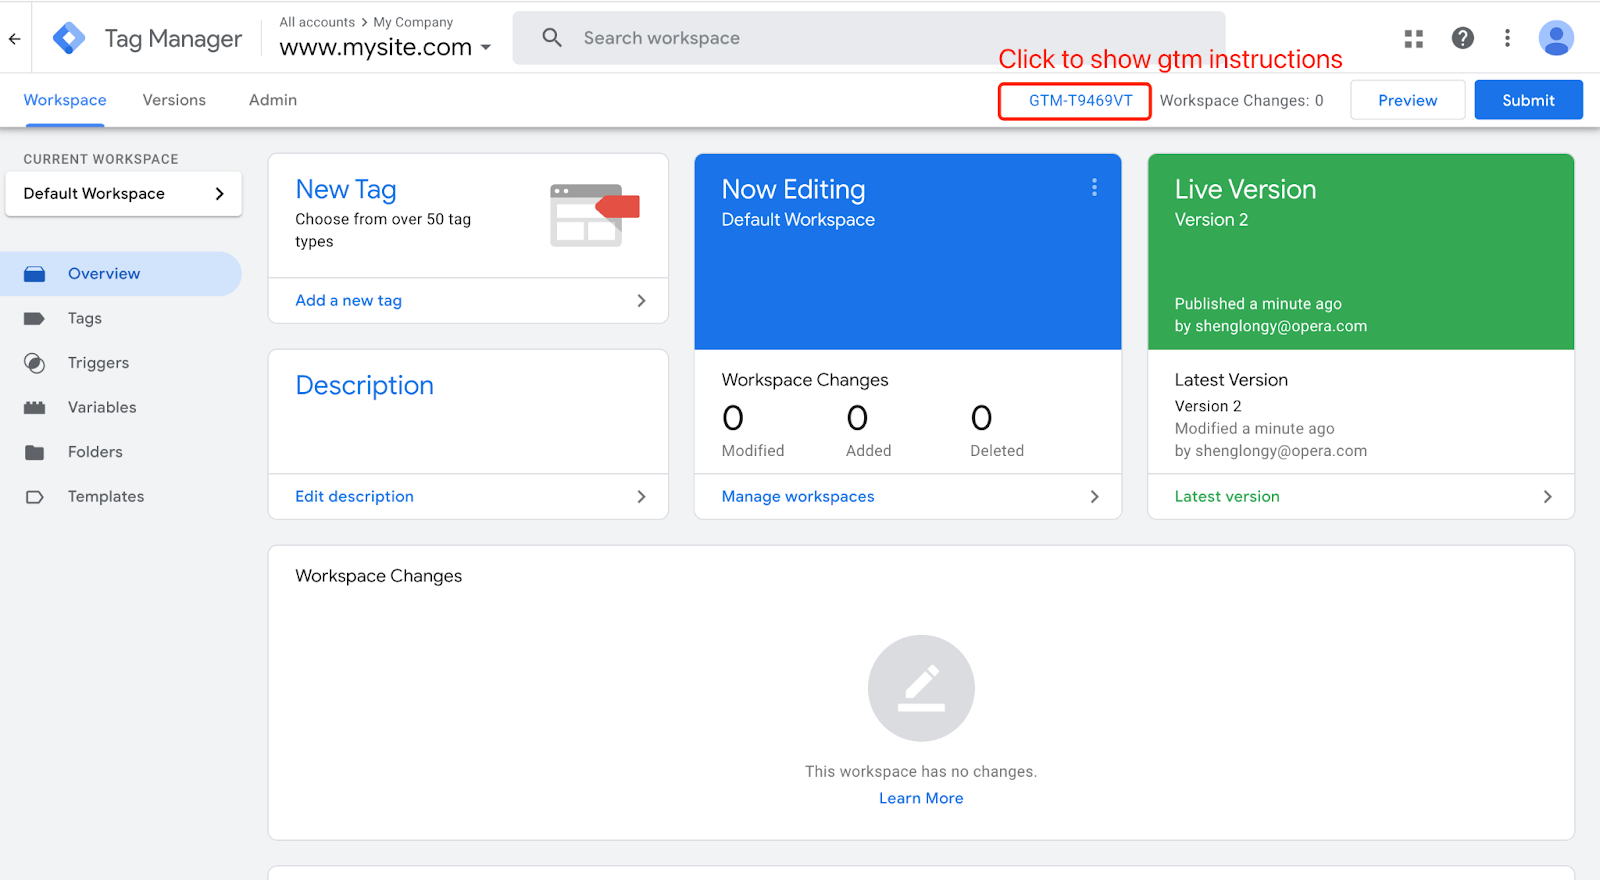 Tag Manager
All accounts > My Company
www.mysite.com
Search workspace
Click to show gtm instructions
Workspace
Versions
Admin
GTM-T9469VT
Workspace Changes: 0
Preview
Submit
CURRENT WORKSPACE
Default Workspace
Overview
Tags
Triggers
Variables
Folders
Templates
New Tag
Choose from over 50 tag
types
Add a new tag
Description
Edit description
Now Editing
Default Workspace
Workspace Changes
0
Modified
0
Added
0
Deleted
Manage workspaces
Live Version
Version 2
Published a minute ago
by shenglongy@opera.com
Latest Version
Version 2
Modified a minute ago
by shenglongy@opera.com
Latest version
Workspace Changes
This workspace has no changes.
Learn More